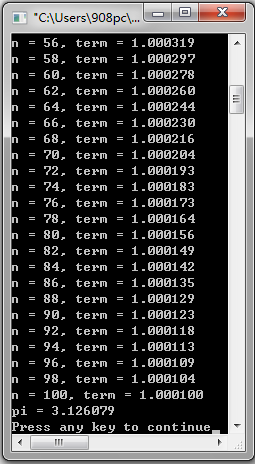 "C:\Users\908pc\...
n = 56, term = 1.000319
n = 58, term = 1.000297
n = 60, term = 1.000278
n = 62, term = 1.000260
n = 64, term = 1.000244
n = 66, term = 1.000230
n = 68, term = 1.000216
n = 70, term = 1.000204
n = 72, term = 1.000193
n = 74, term = 1.000183
n = 76, term = 1.000173
n = 78, term = 1.000164
n = 80, term = 1.000156
n = 82, term = 1.000149
n = 84, term = 1.000142
n = 86, term = 1.000135
n = 88, term = 1.000129
n = 90, term = 1.000123
n = 92, term = 1.000118
n = 94, term = 1.000113
n = 96, term = 1.000109
n = 98, term = 1.000104
n = 100, term = 1.000100
pi = 3.126079
Press any key to continue_